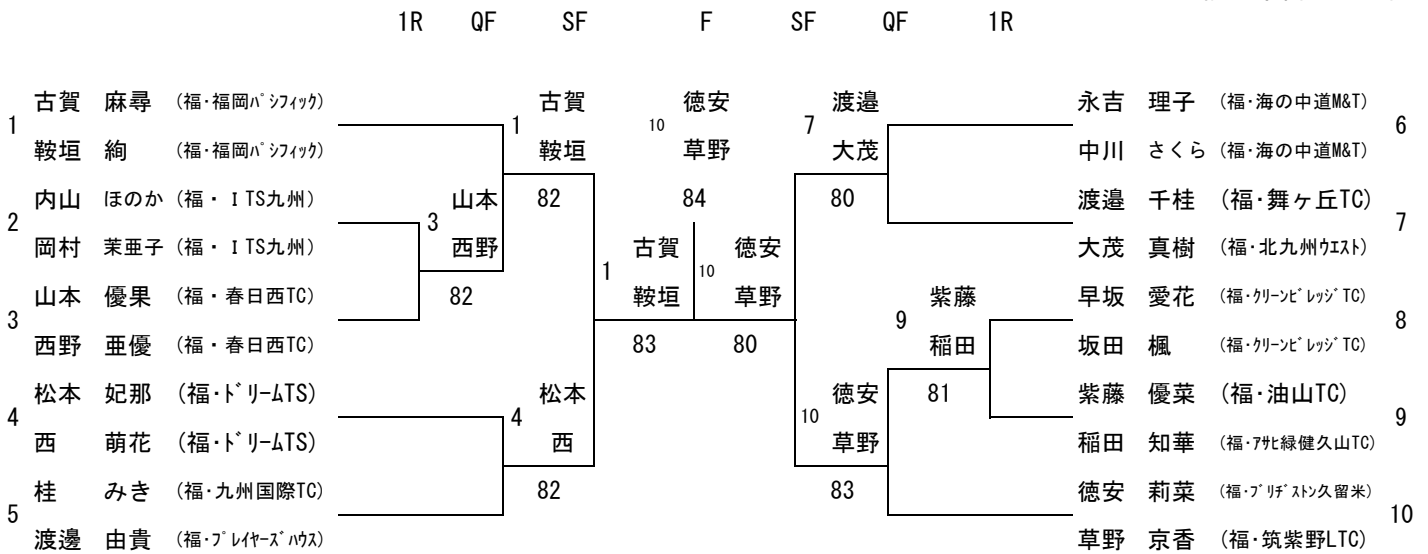 1R QF SF F SF QF 1R
古賀 麻尋 (福・福岡ﾊﾟｼﾌｨｯｸ) 古賀 徳安 渡邉 永吉 理子 (福・海の中道M&T)
1 1 10 7 6
鞍垣 絢 (福・福岡ﾊﾟｼﾌｨｯｸ) 鞍垣 草野 大茂 中川 さくら (福・海の中道M&T)
内山 ほのか (福・ＩTS九州) 山本 82 84 80 渡邉 千桂 (福・舞ヶ丘TC)
2 3 7
岡村 茉亜子 (福・ＩTS九州) 西野 古賀 徳安 大茂 真樹 (福・北九州ｳｴｽﾄ)
1 10
山本 優果 (福・春日西TC) 82 鞍垣 草野 紫藤 早坂 愛花 (福・ｸﾘｰﾝﾋﾞﾚｯｼﾞTC)
3 9 8
西野 亜優 (福・春日西TC) 83 80 稲田 坂田 楓 (福・ｸﾘｰﾝﾋﾞﾚｯｼﾞTC)
松本 妃那 (福・ﾄﾞﾘｰﾑTS) 松本 徳安 81 紫藤 優菜 (福・油山TC)
4 4 10 9
西 萌花 (福・ﾄﾞﾘｰﾑTS) 西 草野 稲田 知華 (福・ｱｻﾋ緑健久山TC)
桂 みき (福・九州国際TC) 82 83 徳安 莉菜 (福・ﾌﾞﾘﾁﾞｽﾄﾝ久留米)
5 10
渡邊 由貴 (福・ﾌﾟﾚｲﾔｰｽﾞﾊｳｽ) 草野 京香 (福・筑紫野LTC)